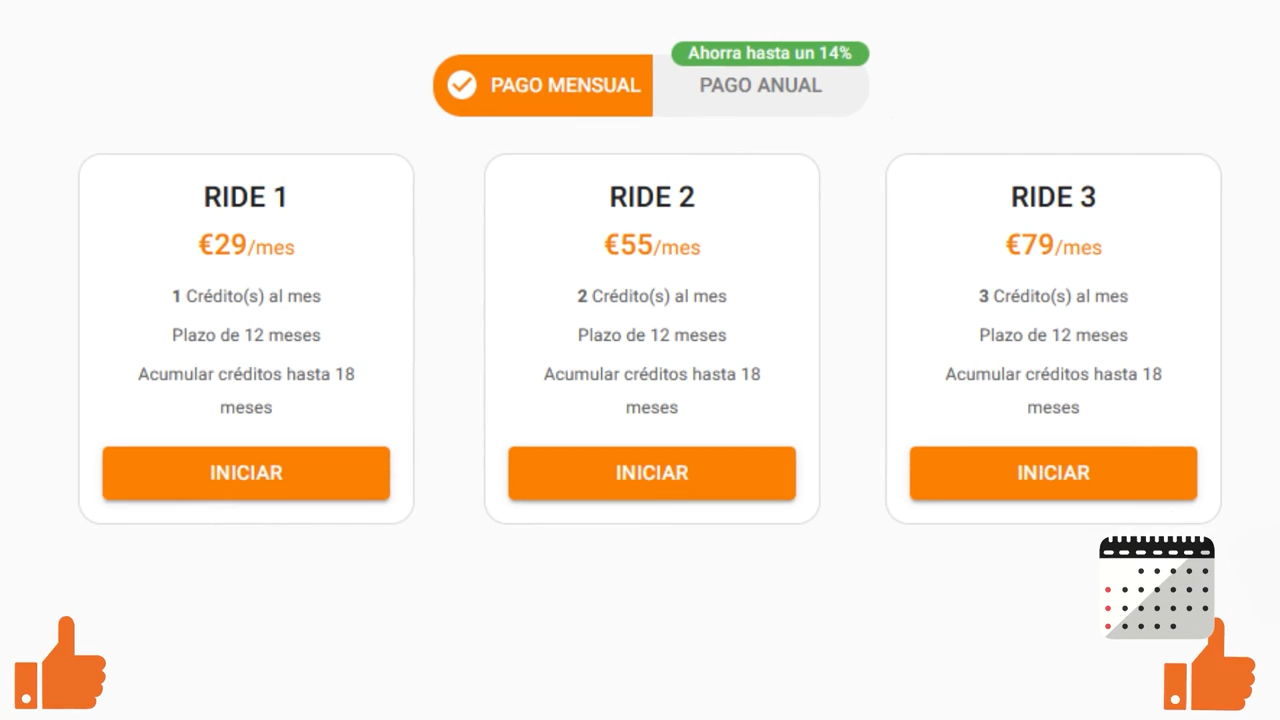 Ahorra hasta un 14%
PAGO MENSUAL
PAGO ANUAL
RIDE 1
€29/mes
1 Crédito(s) al mes
Plazo de 12 meses
Acumular créditos hasta 18
meses
INICIAR
RIDE 2
€55/mes
2 Crédito(s) al mes
Plazo de 12 meses
Acumular créditos hasta 18
meses
INICIAR
RIDE 3
€79/mes
3 Crédito(s) al mes
Plazo de 12 meses
Acumular créditos hasta 18
meses
INICIAR